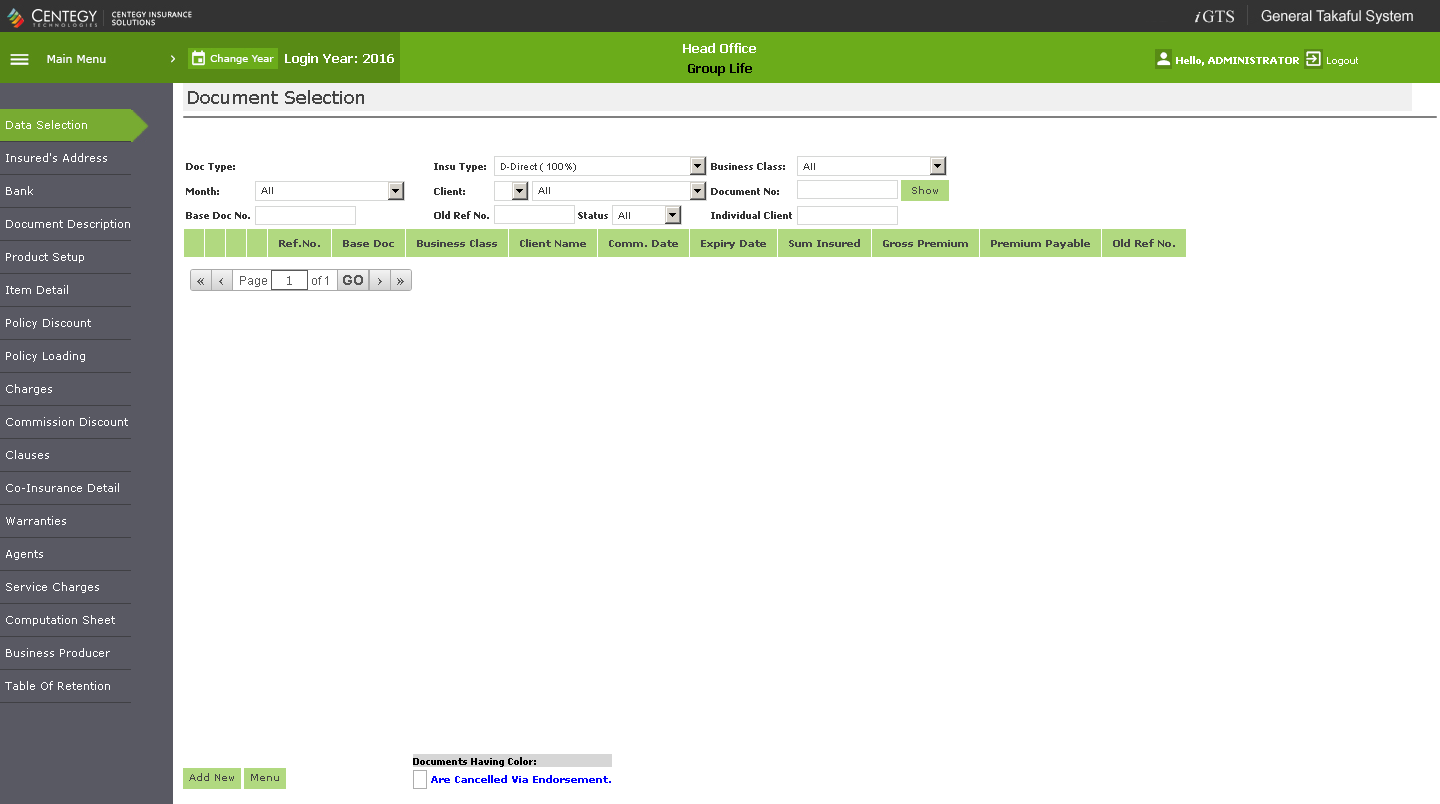 CENTEGY TECHNOLOGIES CENTEGY INSURANCE SOLUTIONS iGTS General Takaful System
Main Menu › Change Year Login Year: 2016 Head Office Hello, ADMINISTRATOR Logout
Group Life
Document Selection
Data Selection
Insured's Address
Bank
Document Description
Product Setup
Item Detail
Policy Discount
Policy Loading
Charges
Commission Discount
Clauses
Co-Insurance Detail
Warranties
Agents
Service Charges
Computation Sheet
Business Producer
Table Of Retention
Doc Type: Insu Type: D-Direct ( 100%) Business Class: All
Month: All Client: All Document No: Show
Base Doc No. Old Ref No. Status All Individual Client
Ref.No. Base Doc Business Class Client Name Comm. Date Expiry Date Sum Insured Gross Premium Premium Payable Old Ref No.
« ‹ Page 1 of 1 GO › »
Documents Having Color:
Add New Menu Are Cancelled Via Endorsement.